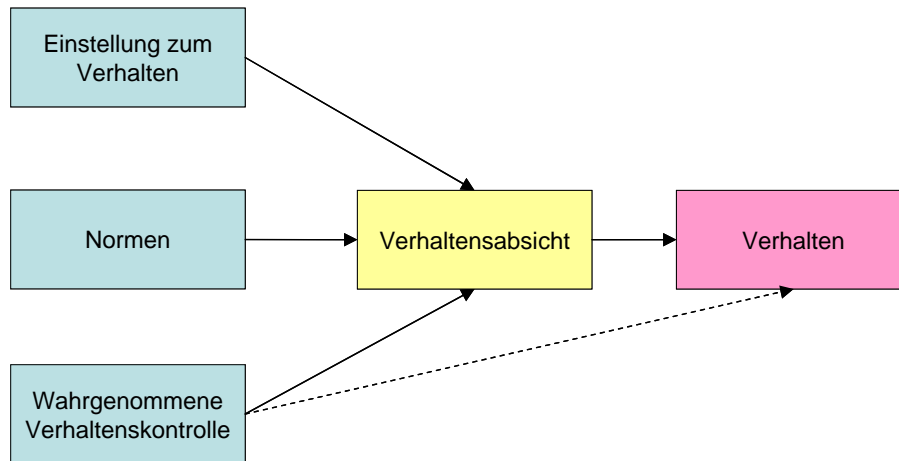 Einstellung zum
Verhalten
Normen
Verhaltensabsicht
Verhalten
Wahrgenommene
Verhaltenskontrolle